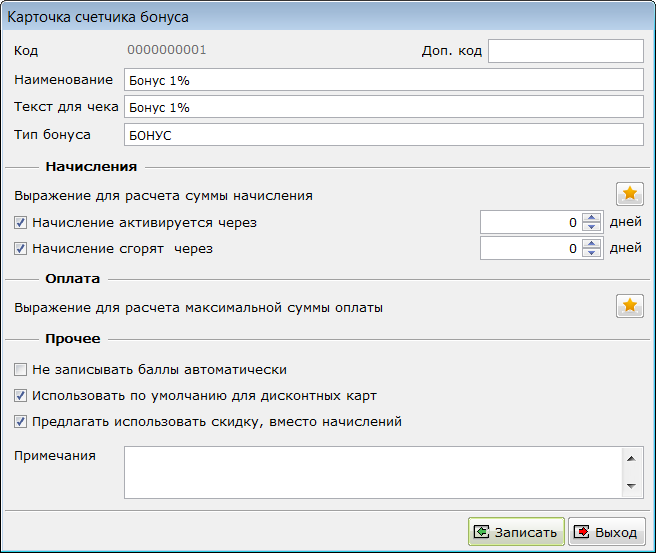 Карточка счетчика бонуса
Код 0000000001 Доп. код
Наименование Бонус 1%
Текст для чека Бонус 1%
Тип бонуса БОНУС
Начисления
Выражение для расчета суммы начисления
Начисление активируется через 0 дней
Начисление сгорят через 0 дней
Оплата
Выражение для расчета максимальной суммы оплаты
Прочее
Не записывать баллы автоматически
Использовать по умолчанию для дисконтных карт
Предлагать использовать скидку, вместо начислений
Примечания
Записать Выход